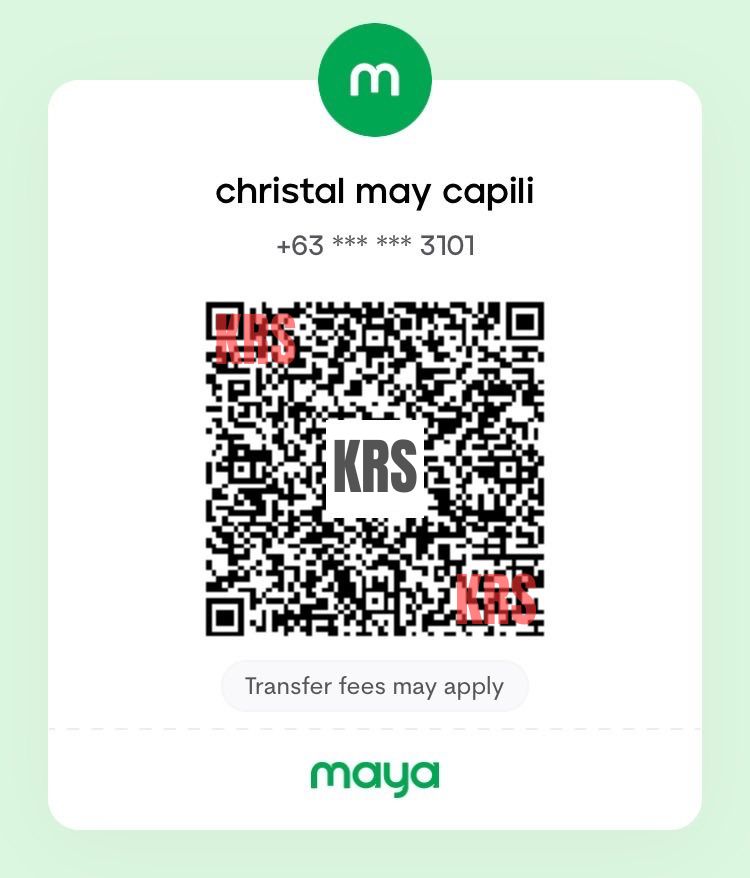 m
christal may capili
+63 *** *** 3101
KRS
KRS
KRS
Transfer fees may apply
maya